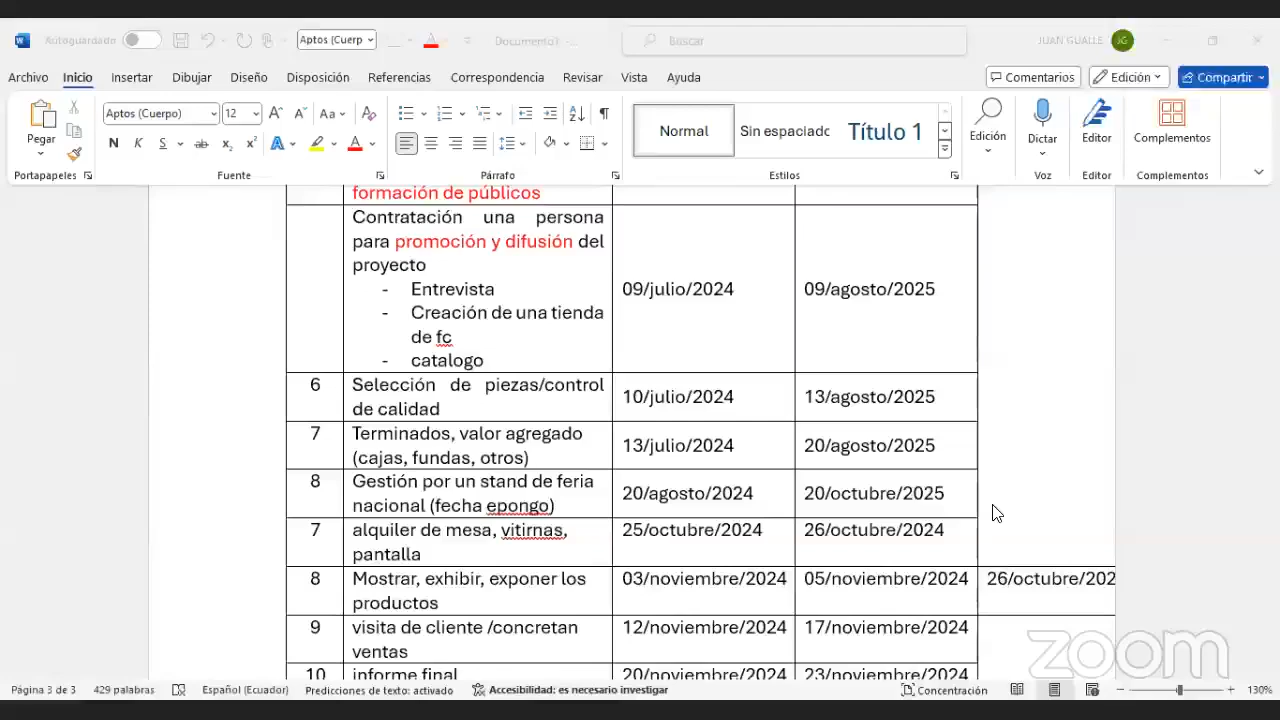 Autoguardado
Aptos (Cuerp
Documento1 -...
Buscar
JUAN GUALLE
JG
Archivo Inicio Insertar Dibujar Diseño Disposición Referencias Correspondencia Revisar Vista Ayuda
Comentarios
Edición
Compartir
Pegar
Aptos (Cuerpo)
12
Normal
Sin espaciado
Título 1
Edición
Dictar
Editor
Complementos
Portapapeles
Fuente
Párrafo
Estilos
Voz
Editor
Complementos
formación de públicos
Contratación una persona
para promoción y difusión del
proyecto
- Entrevista
- Creación de una tienda
de fc
- catalogo
09/julio/2024
09/agosto/2025
6
Selección de piezas/control
de calidad
10/julio/2024
13/agosto/2025
7
Terminados, valor agregado
(cajas, fundas, otros)
13/julio/2024
20/agosto/2025
8
Gestión por un stand de feria
nacional (fecha epongo)
20/agosto/2024
20/octubre/2025
7
alquiler de mesa, vitirnas,
pantalla
25/octubre/2024
26/octubre/2024
8
Mostrar, exhibir, exponer los
productos
03/noviembre/2024
05/noviembre/2024
26/octubre/202
9
visita de cliente /concretan
ventas
12/noviembre/2024
17/noviembre/2024
10
informe final
20/noviembre/2024
23/noviembre/2024
zoom
Página 3 de 3
429 palabras
Español (Ecuador)
Predicciones de texto: activado
Accesibilidad: es necesario investigar
Concentración
130%